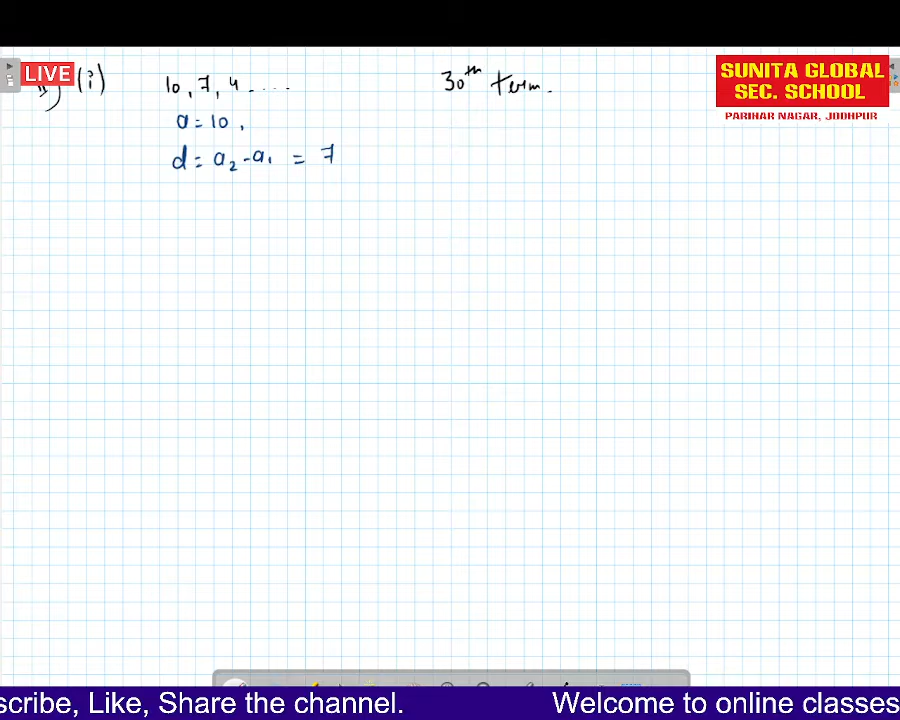 LIVE
(i) 10, 7, 4 ..... 30th term.
SUNITA GLOBAL
SEC. SCHOOL
PARIHAR NAGAR, JODHPUR
a = 10,
d = a2 - a1 = 7
scribe, Like, Share the channel. Welcome to online classes